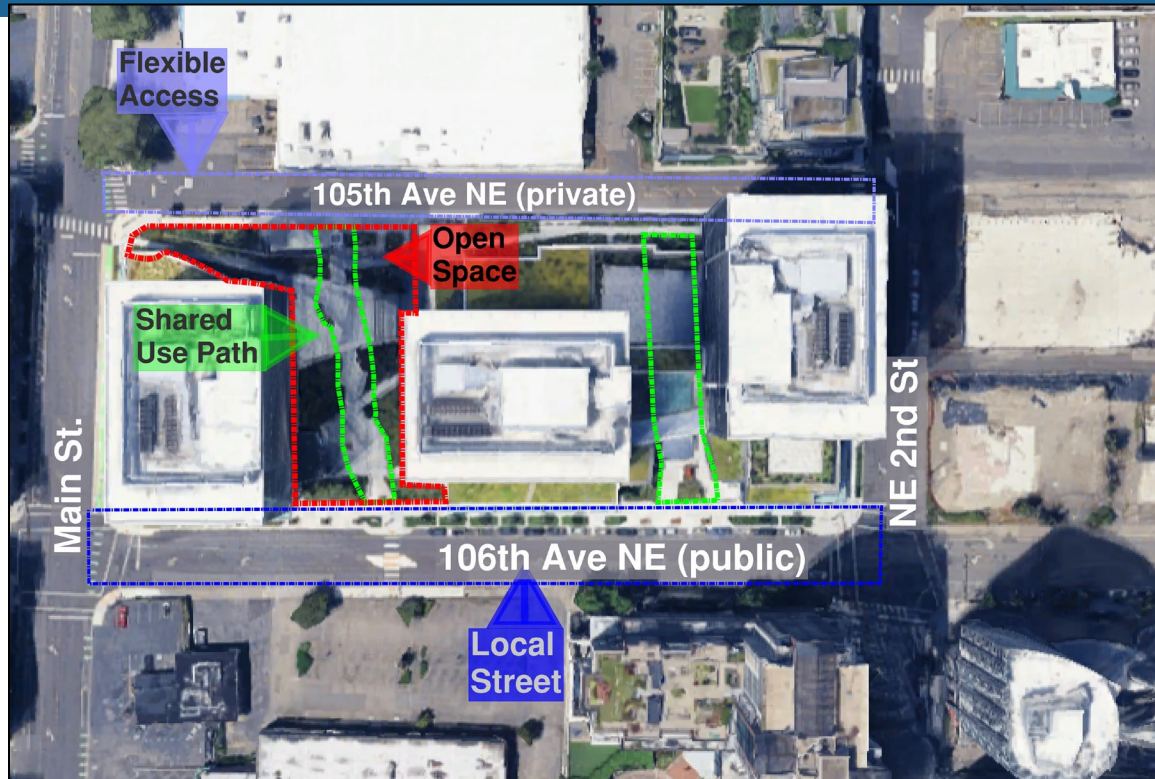 Flexible
Access
105th Ave NE (private)
Open
Space
Shared
Use Path
Main St.
NE 2nd St
106th Ave NE (public)
Local
Street